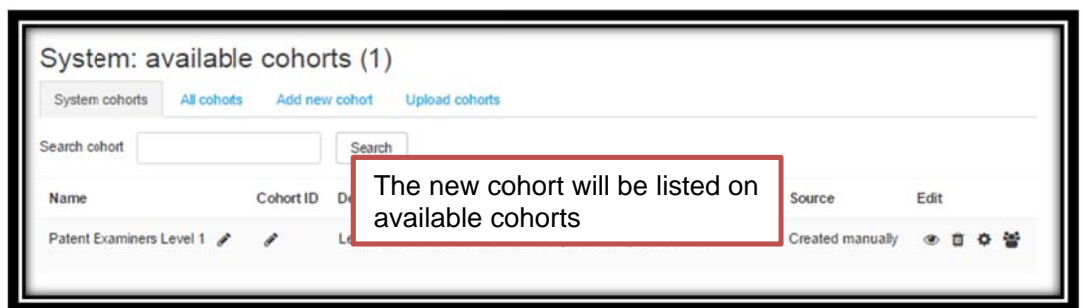 System: available cohorts (1)
System cohorts All cohorts Add new cohort Upload cohorts
Search cohort Search
The new cohort will be listed on
available cohorts
Name Cohort ID Source Edit
Patent Examiners Level 1 Created manually